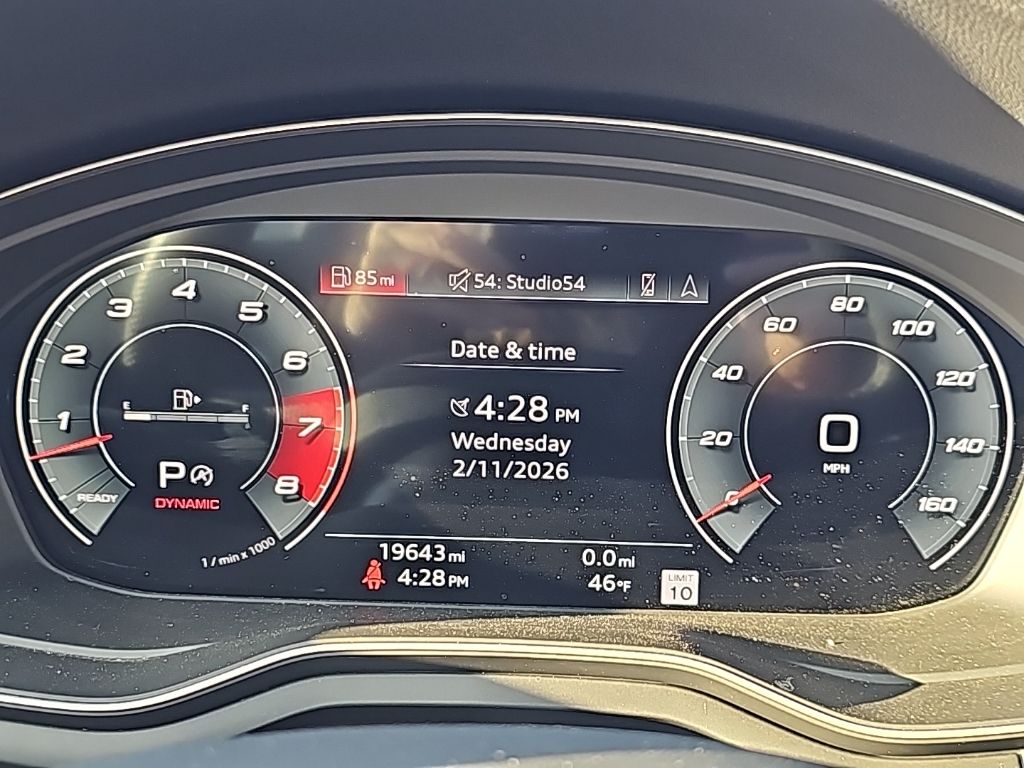 85 mi
54: Studio54
1
2
3
4
5
6
7
8
READY
E
F
P
DYNAMIC
1 / min x 1000
Date & time
4:28 PM
Wednesday
2/11/2026
19643 mi
0.0 mi
4:28 PM
46°F
LIMIT
10
0
20
40
60
80
100
120
140
160
0
MPH